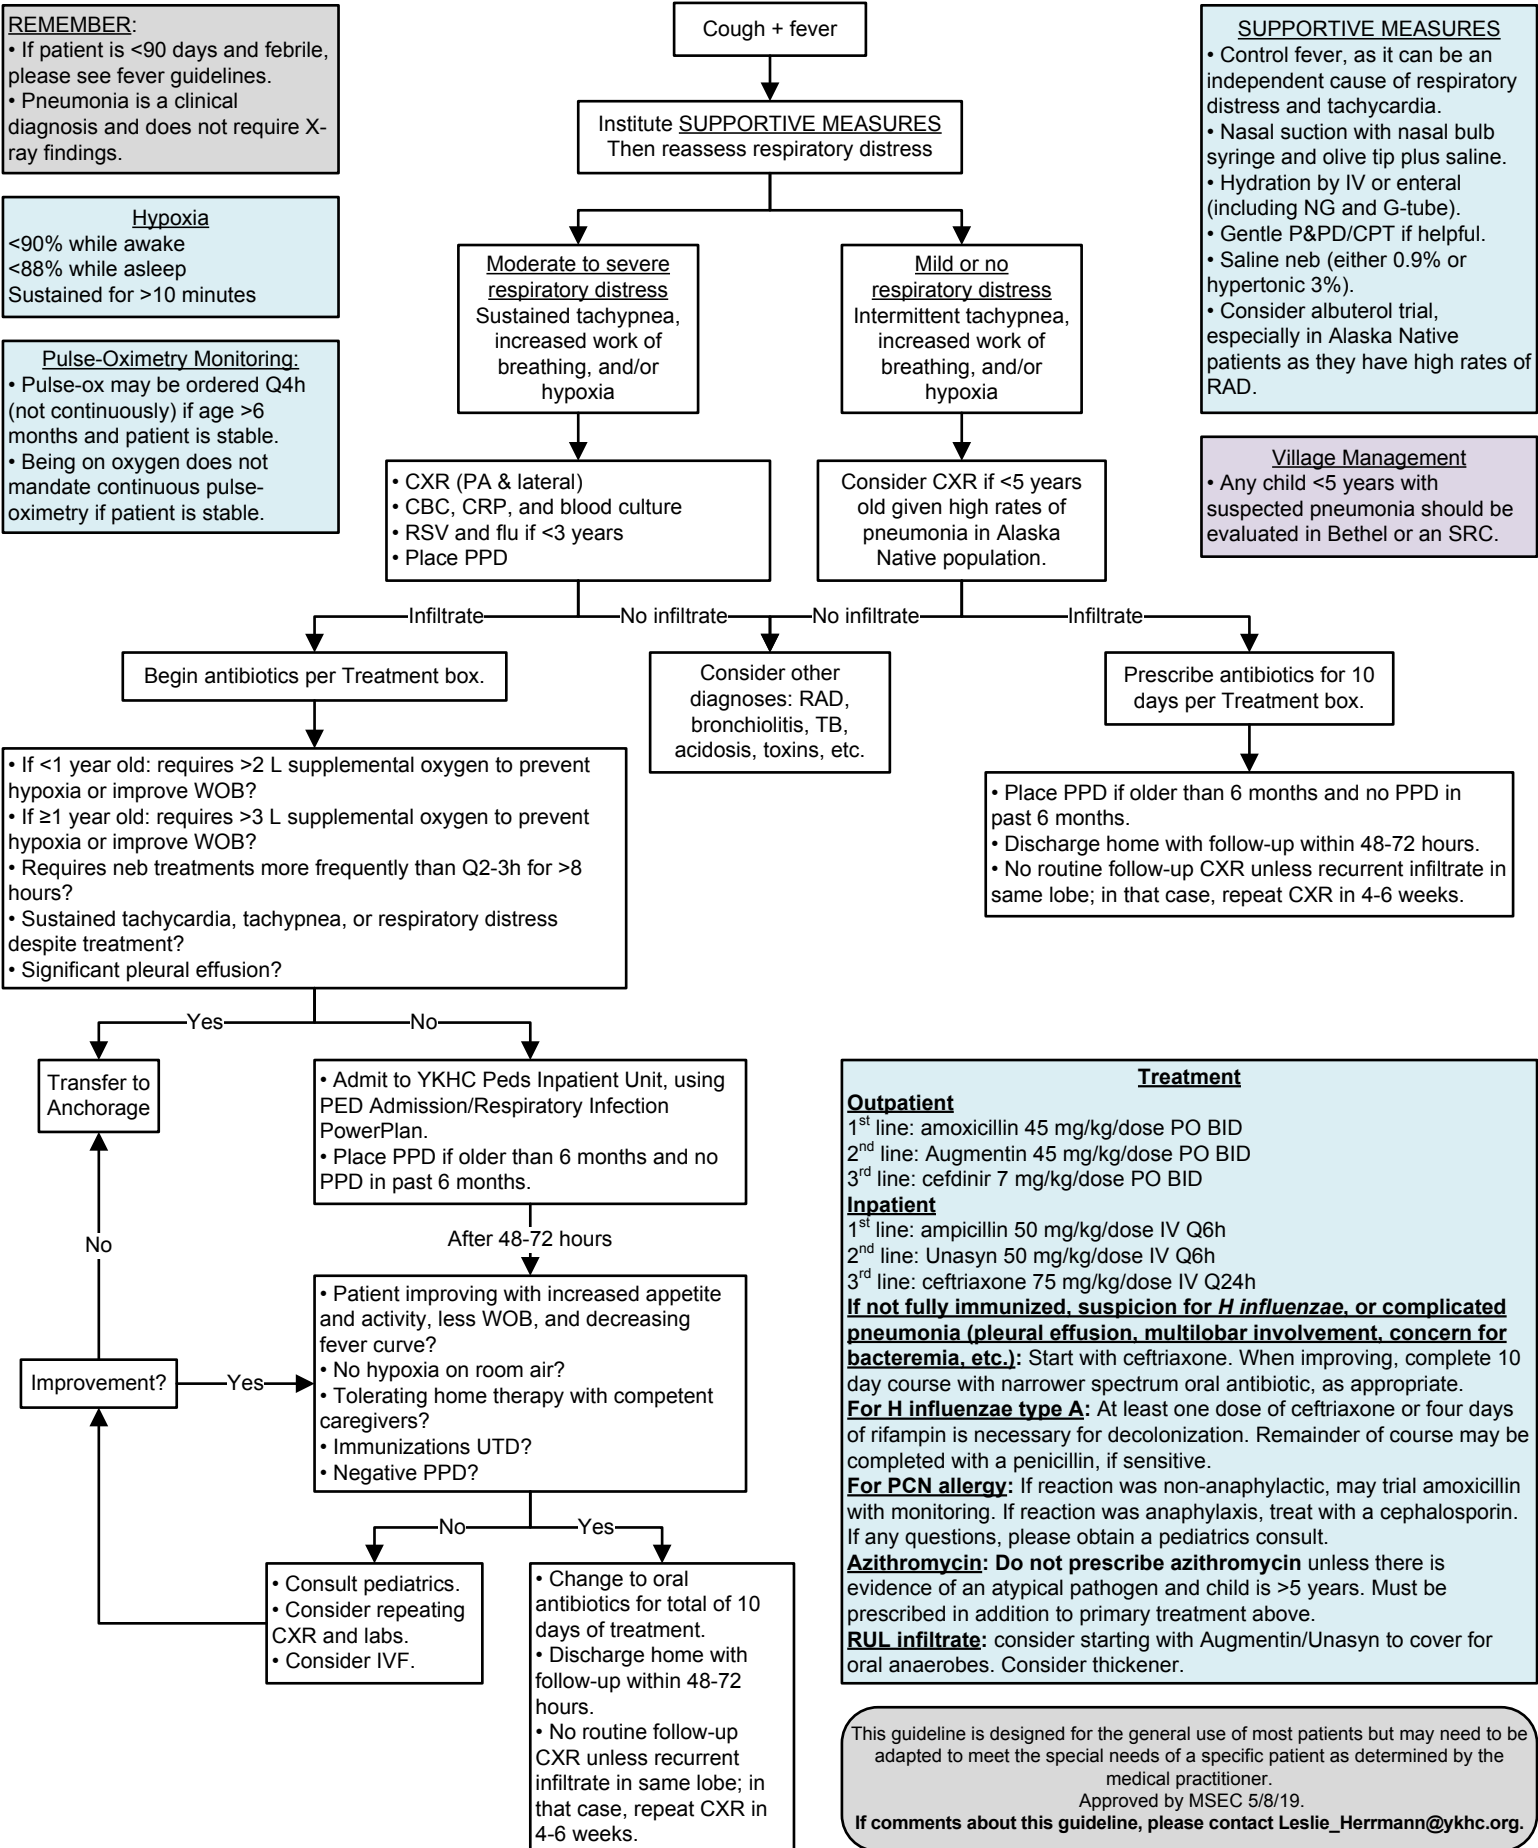 REMEMBER:
• If patient is <90 days and febrile,
please see fever guidelines.
• Pneumonia is a clinical
diagnosis and does not require X-
ray findings.
Hypoxia
<90% while awake
<88% while asleep
Sustained for >10 minutes
Pulse-Oximetry Monitoring:
• Pulse-ox may be ordered Q4h
(not continuously) if age >6
months and patient is stable.
• Being on oxygen does not
mandate continuous pulse-
oximetry if patient is stable.
Cough + fever
Institute SUPPORTIVE MEASURES
Then reassess respiratory distress
SUPPORTIVE MEASURES
• Control fever, as it can be an
independent cause of respiratory
distress and tachycardia.
• Nasal suction with nasal bulb
syringe and olive tip plus saline.
• Hydration by IV or enteral
(including NG and G-tube).
• Gentle P&PD/CPT if helpful.
• Saline neb (either 0.9% or
hypertonic 3%).
• Consider albuterol trial,
especially in Alaska Native
patients as they have high rates of
RAD.
Village Management
• Any child <5 years with
suspected pneumonia should be
evaluated in Bethel or an SRC.
Moderate to severe
respiratory distress
Sustained tachypnea,
increased work of
breathing, and/or
hypoxia
Mild or no
respiratory distress
Intermittent tachypnea,
increased work of
breathing, and/or
hypoxia
• CXR (PA & lateral)
• CBC, CRP, and blood culture
• RSV and flu if <3 years
• Place PPD
Consider CXR if <5 years
old given high rates of
pneumonia in Alaska
Native population.
Infiltrate
No infiltrate
No infiltrate
Infiltrate
Begin antibiotics per Treatment box.
Consider other
diagnoses: RAD,
bronchiolitis, TB,
acidosis, toxins, etc.
Prescribe antibiotics for 10
days per Treatment box.
• If <1 year old: requires >2 L supplemental oxygen to prevent
hypoxia or improve WOB?
• If ≥1 year old: requires >3 L supplemental oxygen to prevent
hypoxia or improve WOB?
• Requires neb treatments more frequently than Q2-3h for >8
hours?
• Sustained tachycardia, tachypnea, or respiratory distress
despite treatment?
• Significant pleural effusion?
• Place PPD if older than 6 months and no PPD in
past 6 months.
• Discharge home with follow-up within 48-72 hours.
• No routine follow-up CXR unless recurrent infiltrate in
same lobe; in that case, repeat CXR in 4-6 weeks.
Yes
No
Transfer to
Anchorage
• Admit to YKHC Peds Inpatient Unit, using
PED Admission/Respiratory Infection
PowerPlan.
• Place PPD if older than 6 months and no
PPD in past 6 months.
No
After 48-72 hours
Improvement?
Yes
• Patient improving with increased appetite
and activity, less WOB, and decreasing
fever curve?
• No hypoxia on room air?
• Tolerating home therapy with competent
caregivers?
• Immunizations UTD?
• Negative PPD?
No
Yes
• Consult pediatrics.
• Consider repeating
CXR and labs.
• Consider IVF.
• Change to oral
antibiotics for total of 10
days of treatment.
• Discharge home with
follow-up within 48-72
hours.
• No routine follow-up
CXR unless recurrent
infiltrate in same lobe; in
that case, repeat CXR in
4-6 weeks.
Treatment
Outpatient
1st line: amoxicillin 45 mg/kg/dose PO BID
2nd line: Augmentin 45 mg/kg/dose PO BID
3rd line: cefdinir 7 mg/kg/dose PO BID
Inpatient
1st line: ampicillin 50 mg/kg/dose IV Q6h
2nd line: Unasyn 50 mg/kg/dose IV Q6h
3rd line: ceftriaxone 75 mg/kg/dose IV Q24h
If not fully immunized, suspicion for H influenzae, or complicated
pneumonia (pleural effusion, multilobar involvement, concern for
bacteremia, etc.): Start with ceftriaxone. When improving, complete 10
day course with narrower spectrum oral antibiotic, as appropriate.
For H influenzae type A: At least one dose of ceftriaxone or four days
of rifampin is necessary for decolonization. Remainder of course may be
completed with a penicillin, if sensitive.
For PCN allergy: If reaction was non-anaphylactic, may trial amoxicillin
with monitoring. If reaction was anaphylaxis, treat with a cephalosporin.
If any questions, please obtain a pediatrics consult.
Azithromycin: Do not prescribe azithromycin unless there is
evidence of an atypical pathogen and child is >5 years. Must be
prescribed in addition to primary treatment above.
RUL infiltrate: consider starting with Augmentin/Unasyn to cover for
oral anaerobes. Consider thickener.
This guideline is designed for the general use of most patients but may need to be
adapted to meet the special needs of a specific patient as determined by the
medical practitioner.
Approved by MSEC 5/8/19.
If comments about this guideline, please contact Leslie_Herrmann@ykhc.org.